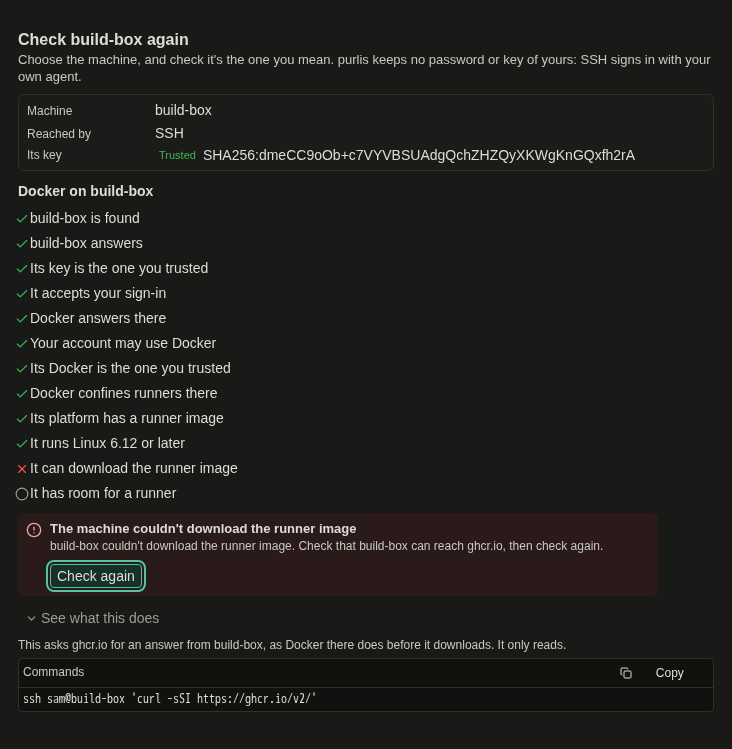 Check build-box again
Choose the machine, and check it's the one you mean. purlis keeps no password or key of yours: SSH signs in with your
own agent.
Machine build-box
Reached by SSH
Its key Trusted SHA256:dmeCC9oOb+c7VYVBSUAdgQchZHZQyXKWgKnGQxfh2rA
Docker on build-box
build-box is found
build-box answers
Its key is the one you trusted
It accepts your sign-in
Docker answers there
Your account may use Docker
Its Docker is the one you trusted
Docker confines runners there
Its platform has a runner image
It runs Linux 6.12 or later
It can download the runner image
It has room for a runner
The machine couldn't download the runner image
build-box couldn't download the runner image. Check that build-box can reach ghcr.io, then check again.
Check again
See what this does
This asks ghcr.io for an answer from build-box, as Docker there does before it downloads. It only reads.
Commands Copy
ssh sam@build-box 'curl -sSI https://ghcr.io/v2/'